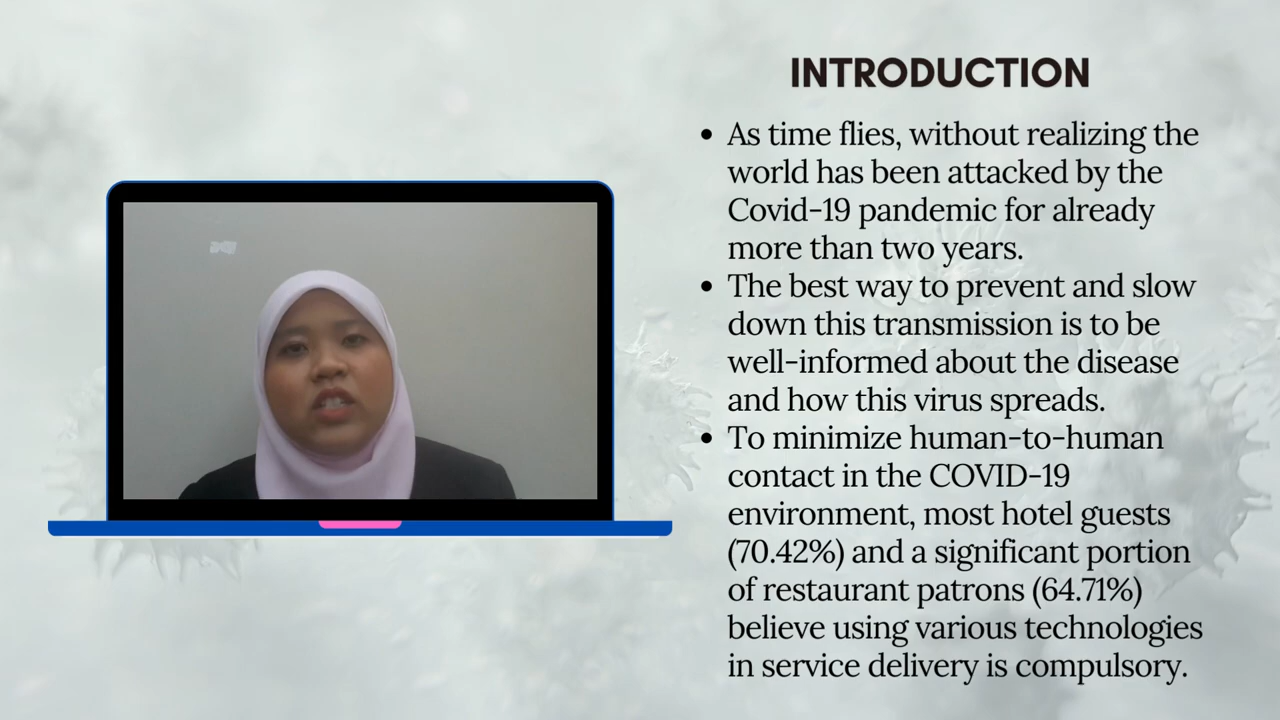 INTRODUCTION
• As time flies, without realizing the
world has been attacked by the
Covid-19 pandemic for already
more than two years.
• The best way to prevent and slow
down this transmission is to be
well-informed about the disease
and how this virus spreads.
• To minimize human-to-human
contact in the COVID-19
environment, most hotel guests
(70.42%) and a significant portion
of restaurant patrons (64.71%)
believe using various technologies
in service delivery is compulsory.